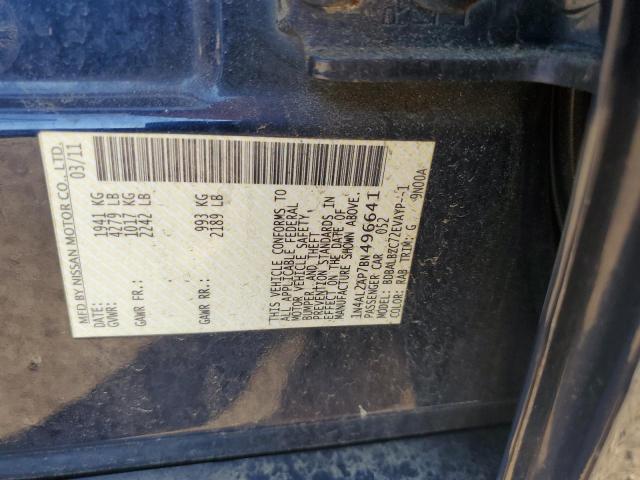 MFD BY NISSAN MOTOR CO., LTD.
DATE: 03/11
GVWR: 1941 KG
4279 LB
GAWR FR: 1017 KG
2242 LB
GAWR RR: 993 KG
2189 LB
THIS VEHICLE CONFORMS TO
ALL APPLICABLE FEDERAL
MOTOR VEHICLE SAFETY,
BUMPER, AND THEFT
PREVENTION STANDARDS IN
EFFECT ON THE DATE OF
MANUFACTURE SHOWN ABOVE.
1N4AL2AP7BN496641
PASSENGER CAR 052
MODEL: BDBALBZC72EVAYP--1
COLOR: RAB TRIM: G 9N00A